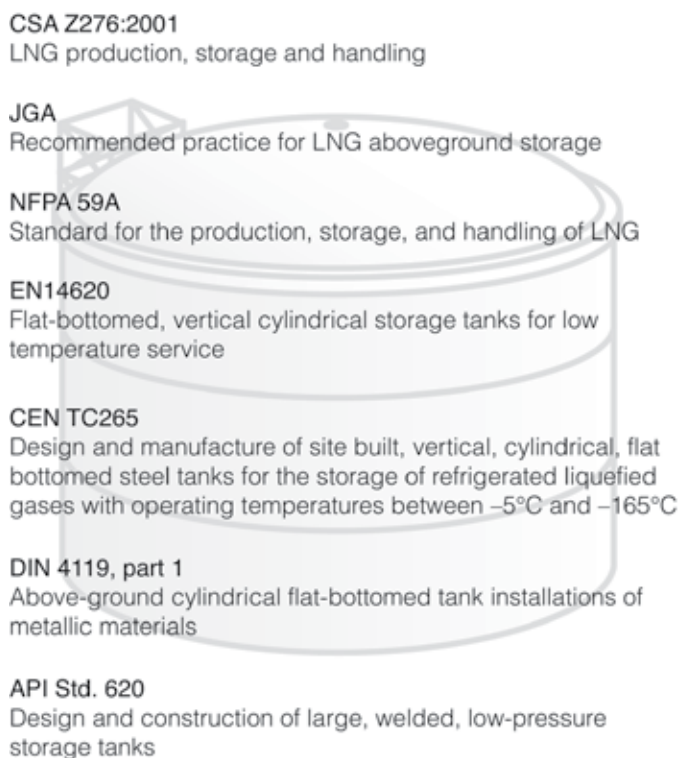 CSA Z276:2001
LNG production, storage and handling
JGA
Recommended practice for LNG aboveground storage
NFPA 59A
Standard for the production, storage, and handling of LNG
EN14620
Flat-bottomed, vertical cylindrical storage tanks for low
temperature service
CEN TC265
Design and manufacture of site built, vertical, cylindrical, flat
bottomed steel tanks for the storage of refrigerated liquefied
gases with operating temperatures between –5°C and –165°C
DIN 4119, part 1
Above-ground cylindrical flat-bottomed tank installations of
metallic materials
API Std. 620
Design and construction of large, welded, low-pressure
storage tanks